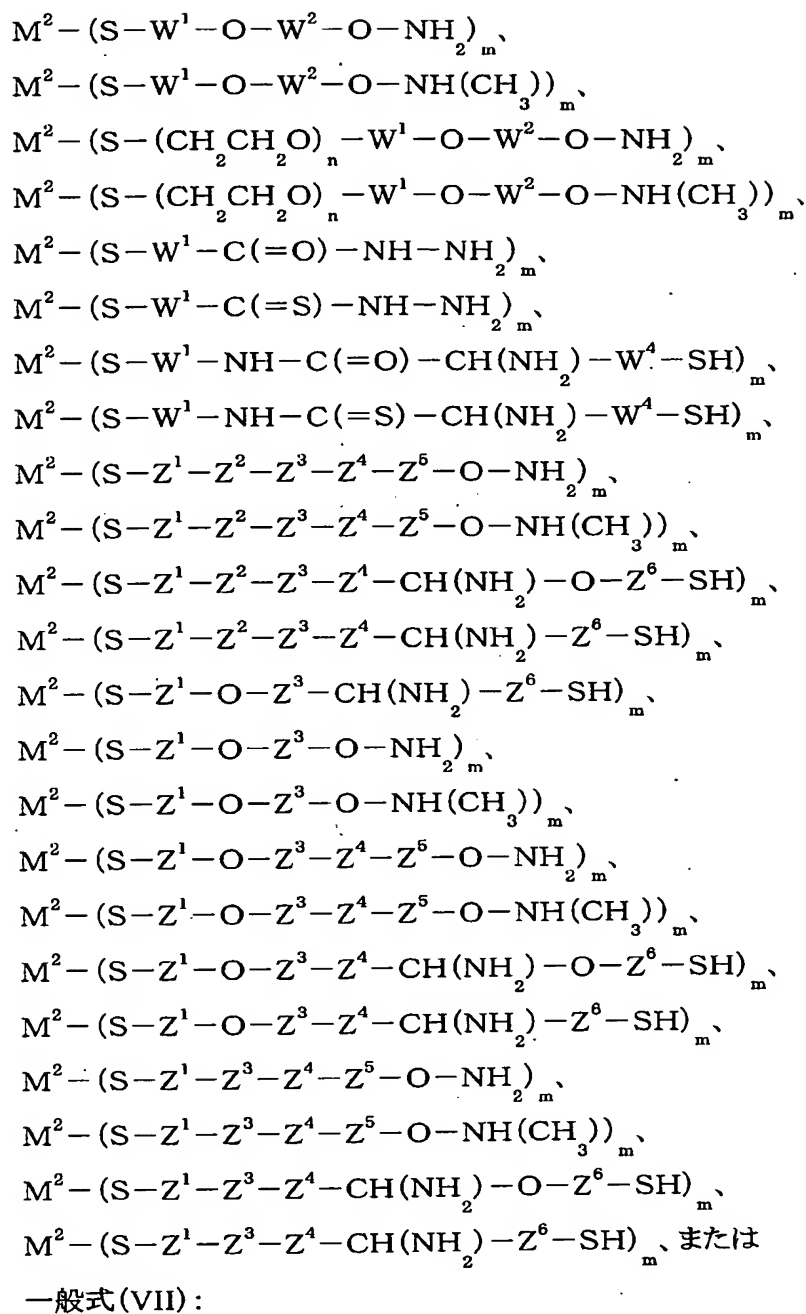 M²−(S−W¹−O−W²−O−NH₂)ₘ、
M²−(S−W¹−O−W²−O−NH(CH₃))ₘ、
M²−(S−(CH₂CH₂O)ₙ−W¹−O−W²−O−NH₂)ₘ、
M²−(S−(CH₂CH₂O)ₙ−W¹−O−W²−O−NH(CH₃))ₘ、
M²−(S−W¹−C(=O)−NH−NH₂)ₘ、
M²−(S−W¹−C(=S)−NH−NH₂)ₘ、
M²−(S−W¹−NH−C(=O)−CH(NH₂)−W⁴−SH)ₘ、
M²−(S−W¹−NH−C(=S)−CH(NH₂)−W⁴−SH)ₘ、
M²−(S−Z¹−Z²−Z³−Z⁴−Z⁵−O−NH₂)ₘ、
M²−(S−Z¹−Z²−Z³−Z⁴−Z⁵−O−NH(CH₃))ₘ、
M²−(S−Z¹−Z²−Z³−Z⁴−CH(NH₂)−O−Z⁶−SH)ₘ、
M²−(S−Z¹−Z²−Z³−Z⁴−CH(NH₂)−Z⁶−SH)ₘ、
M²−(S−Z¹−O−Z³−CH(NH₂)−Z⁶−SH)ₘ、
M²−(S−Z¹−O−Z³−O−NH₂)ₘ、
M²−(S−Z¹−O−Z³−O−NH(CH₃))ₘ、
M²−(S−Z¹−O−Z³−Z⁴−Z⁵−O−NH₂)ₘ、
M²−(S−Z¹−O−Z³−Z⁴−Z⁵−O−NH(CH₃))ₘ、
M²−(S−Z¹−O−Z³−Z⁴−CH(NH₂)−O−Z⁶−SH)ₘ、
M²−(S−Z¹−O−Z³−Z⁴−CH(NH₂)−Z⁶−SH)ₘ、
M²−(S−Z¹−Z³−Z⁴−Z⁵−O−NH₂)ₘ、
M²−(S−Z¹−Z³−Z⁴−Z⁵−O−NH(CH₃))ₘ、
M²−(S−Z¹−Z³−Z⁴−CH(NH₂)−O−Z⁶−SH)ₘ、
M²−(S−Z¹−Z³−Z⁴−CH(NH₂)−Z⁶−SH)ₘ、または
一般式(VII):